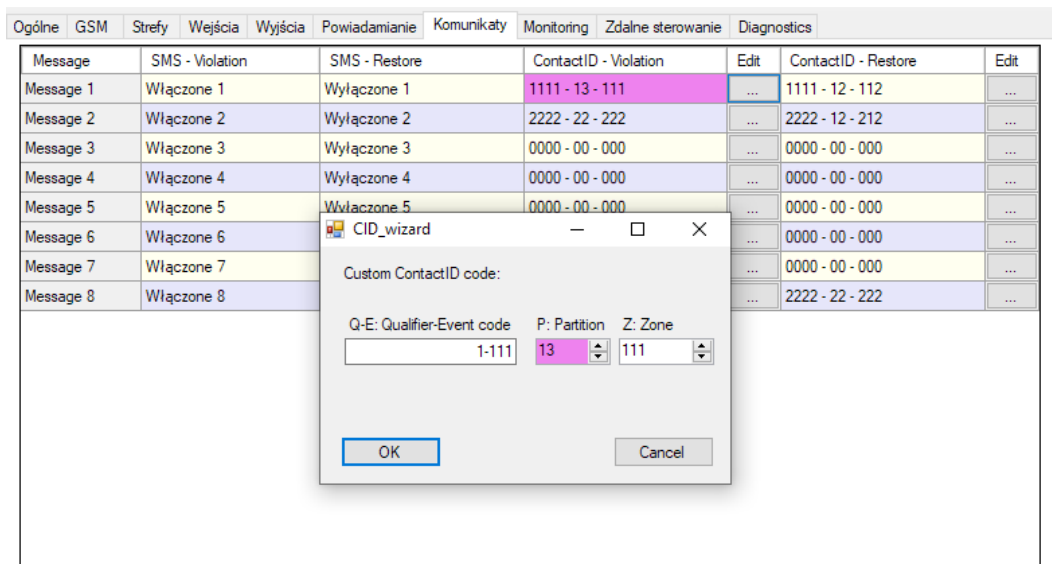 Ogólne GSM Strefy Wejścia Wyjścia Powiadamianie Komunikaty Monitoring Zdalne sterowanie Diagnostics
Message SMS - Violation SMS - Restore ContactID - Violation Edit ContactID - Restore Edit
Message 1 Włączone 1 Wyłączone 1 1111 - 13 - 111 ... 1111 - 12 - 112 ...
Message 2 Włączone 2 Wyłączone 2 2222 - 22 - 222 ... 2222 - 12 - 212 ...
Message 3 Włączone 3 Wyłączone 3 0000 - 00 - 000 ... 0000 - 00 - 000 ...
Message 4 Włączone 4 Wyłączone 4 0000 - 00 - 000 ... 0000 - 00 - 000 ...
Message 5 Włączone 5 Wyłączone 5 0000 - 00 - 000 ... 0000 - 00 - 000 ...
Message 6 Włączone 6 ... 0000 - 00 - 000 ...
Message 7 Włączone 7 ... 0000 - 00 - 000 ...
Message 8 Włączone 8 ... 2222 - 22 - 222 ...
CID_wizard
Custom ContactID code:
Q-E: Qualifier-Event code P: Partition Z: Zone
1-111 13 111
OK Cancel